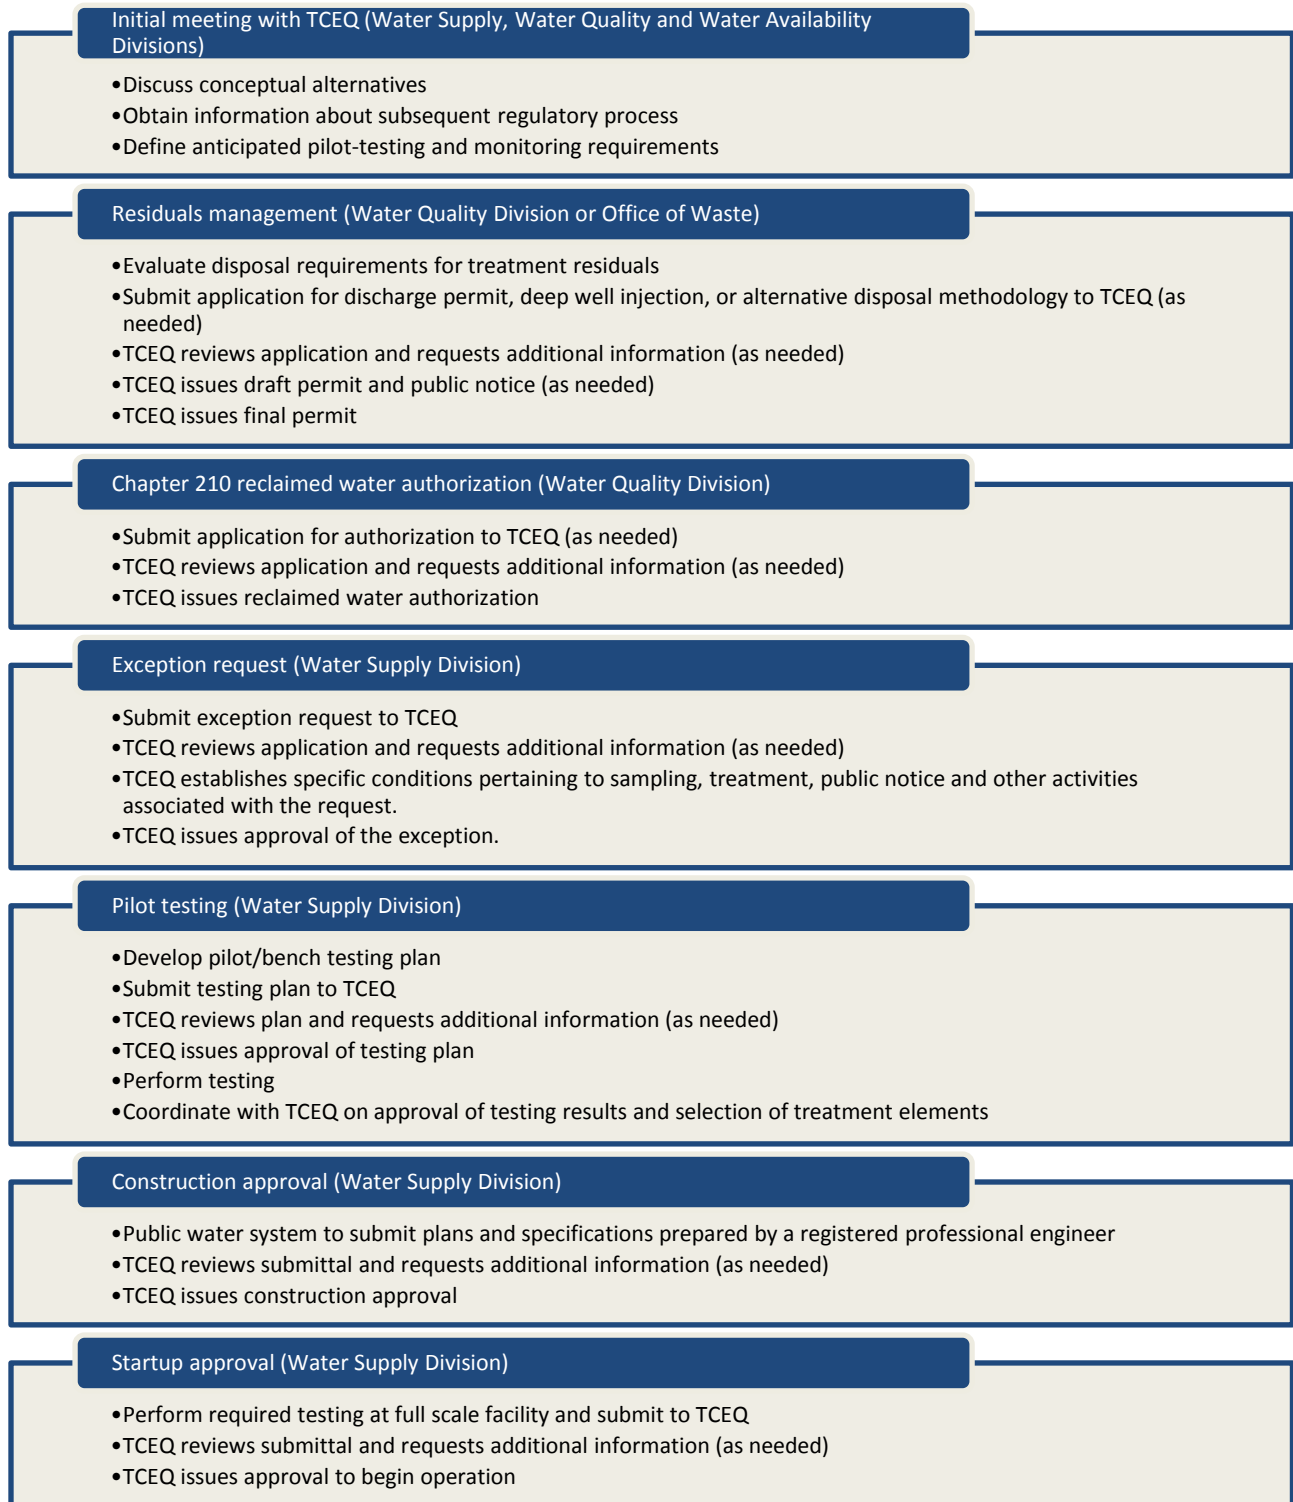 Initial meeting with TCEQ (Water Supply, Water Quality and Water Availability
Divisions)
•Discuss conceptual alternatives
•Obtain information about subsequent regulatory process
•Define anticipated pilot-testing and monitoring requirements
Residuals management (Water Quality Division or Office of Waste)
•Evaluate disposal requirements for treatment residuals
•Submit application for discharge permit, deep well injection, or alternative disposal methodology to TCEQ (as
needed)
•TCEQ reviews application and requests additional information (as needed)
•TCEQ issues draft permit and public notice (as needed)
•TCEQ issues final permit
Chapter 210 reclaimed water authorization (Water Quality Division)
•Submit application for authorization to TCEQ (as needed)
•TCEQ reviews application and requests additional information (as needed)
•TCEQ issues reclaimed water authorization
Exception request (Water Supply Division)
•Submit exception request to TCEQ
•TCEQ reviews application and requests additional information (as needed)
•TCEQ establishes specific conditions pertaining to sampling, treatment, public notice and other activities
associated with the request.
•TCEQ issues approval of the exception.
Pilot testing (Water Supply Division)
•Develop pilot/bench testing plan
•Submit testing plan to TCEQ
•TCEQ reviews plan and requests additional information (as needed)
•TCEQ issues approval of testing plan
•Perform testing
•Coordinate with TCEQ on approval of testing results and selection of treatment elements
Construction approval (Water Supply Division)
•Public water system to submit plans and specifications prepared by a registered professional engineer
•TCEQ reviews submittal and requests additional information (as needed)
•TCEQ issues construction approval
Startup approval (Water Supply Division)
•Perform required testing at full scale facility and submit to TCEQ
•TCEQ reviews submittal and requests additional information (as needed)
•TCEQ issues approval to begin operation